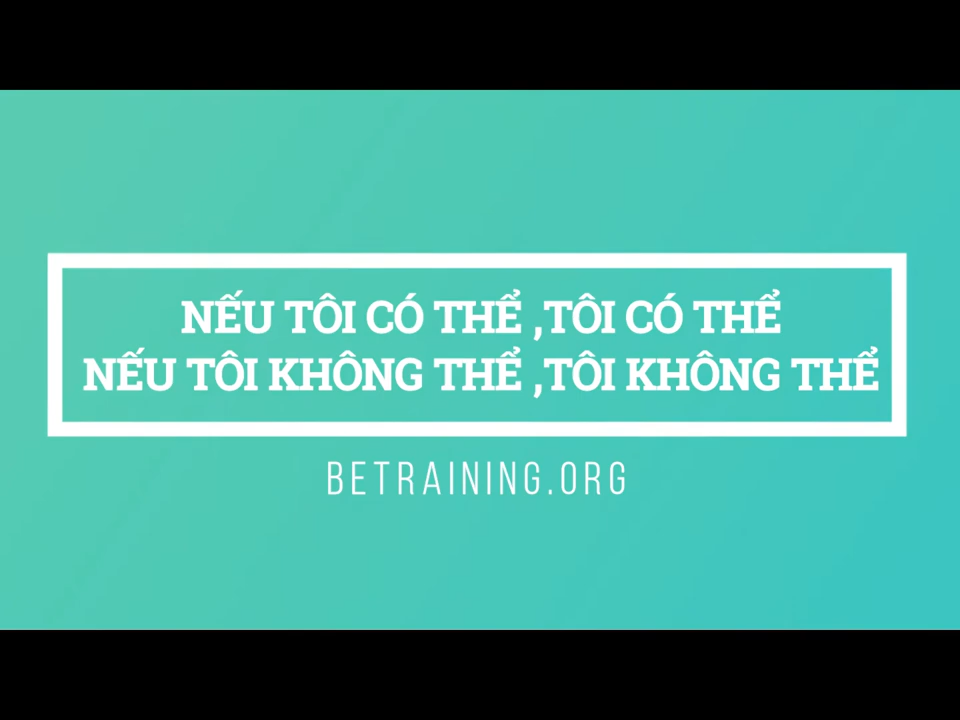 NẾU TÔI CÓ THỂ ,TÔI CÓ THỂ
NẾU TÔI KHÔNG THỂ ,TÔI KHÔNG THỂ
BETRAINING.ORG